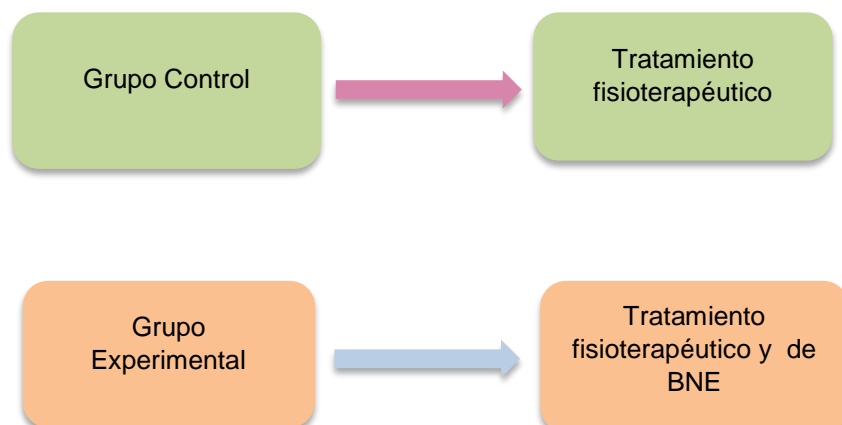 Grupo Control
Tratamiento
fisioterapéutico
Grupo
Experimental
Tratamiento
fisioterapéutico y  de
BNE